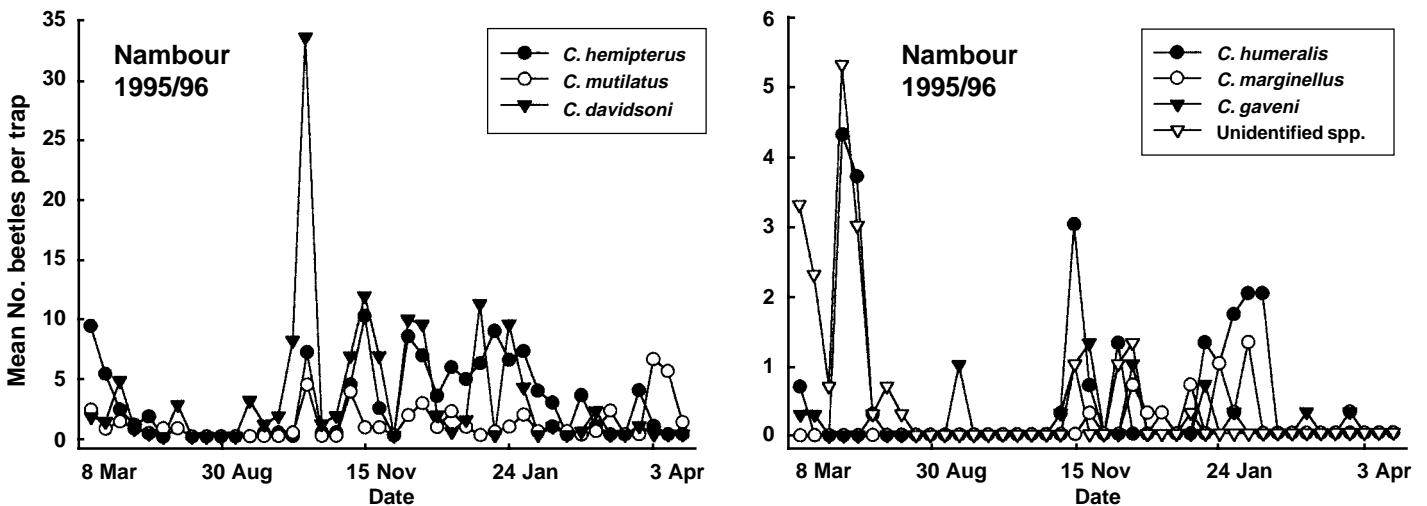 Mean No. beetles per trap
35
30
25
20
15
10
5
0
Nambour
1995/96
C. hemipterus
C. mutilatus
C. davidsoni
8 Mar
30 Aug
15 Nov
24 Jan
3 Apr
Date
6
5
4
3
2
1
0
Nambour
1995/96
C. humeralis
C. marginellus
C. gaveni
Unidentified spp.
8 Mar
30 Aug
15 Nov
24 Jan
3 Apr
Date